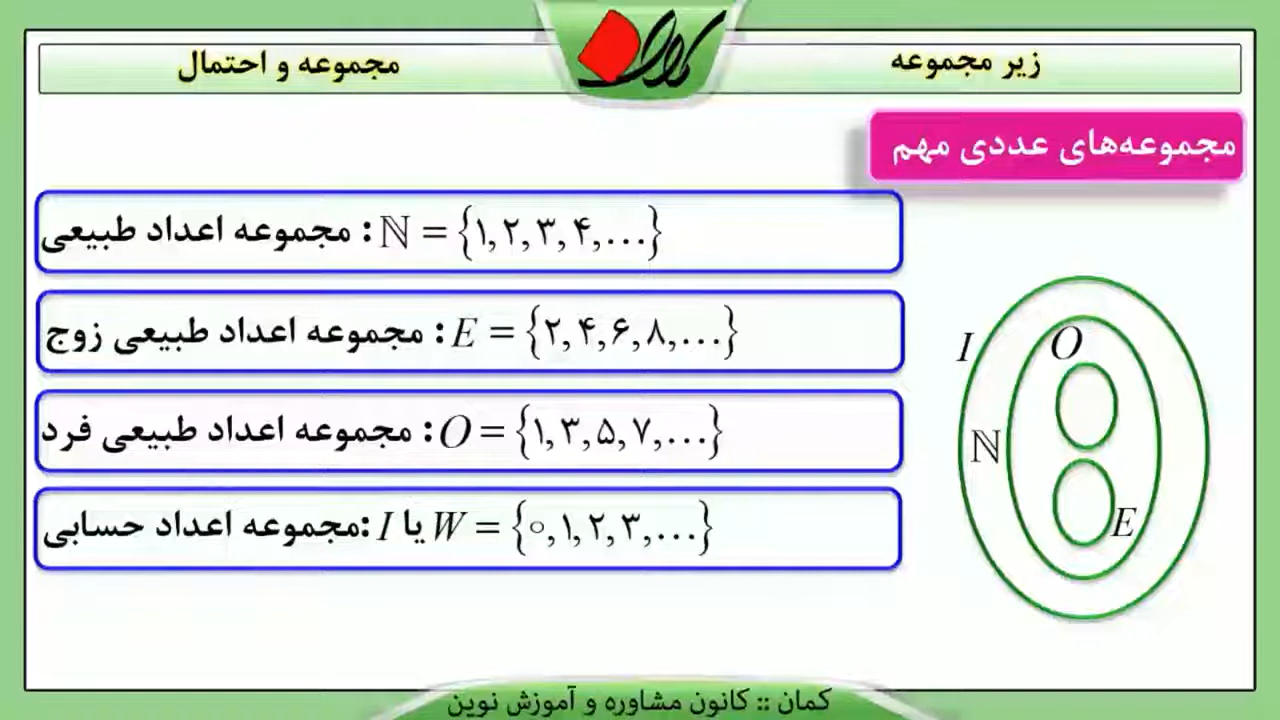 زیر مجموعه
مجموعه و احتمال
کمان
مجموعه‌های عددی مهم
مجموعه اعداد طبیعی : ℕ = {۱, ۲, ۳, ۴, ...}
مجموعه اعداد طبیعی زوج : E = {۲, ۴, ۶, ۸, ...}
مجموعه اعداد طبیعی فرد : O = {۱, ۳, ۵, ۷, ...}
مجموعه اعداد حسابی: I یا W = {۰, ۱, ۲, ۳, ...}
I
O
ℕ
E
کمان :: کانون مشاوره و آموزش نوین